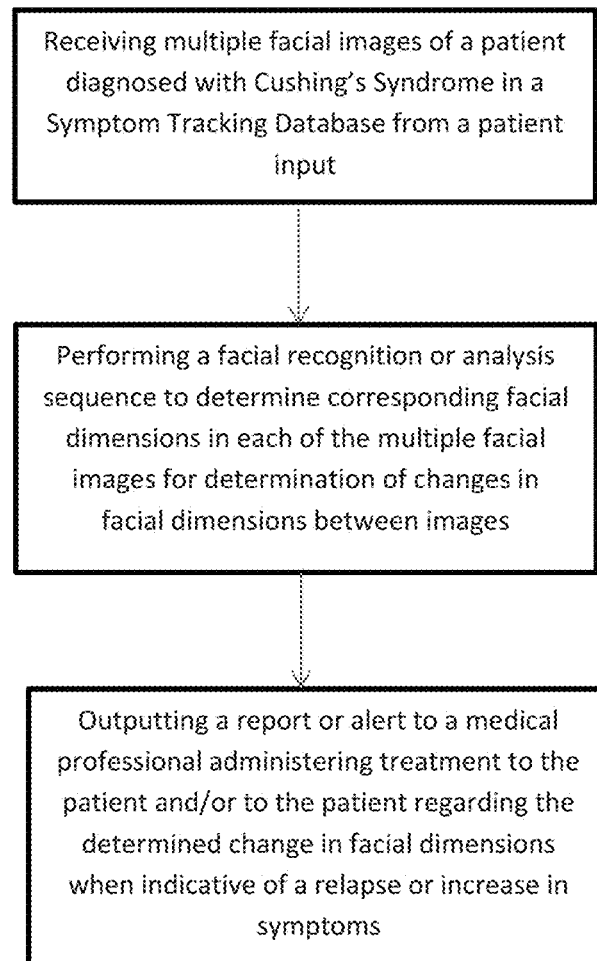 Receiving multiple facial images of a patient
diagnosed with Cushing's Syndrome in a
Symptom Tracking Database from a patient
input
Performing a facial recognition or analysis
sequence to determine corresponding facial
dimensions in each of the multiple facial
images for determination of changes in
facial dimensions between images
Outputting a report or alert to a medical
professional administering treatment to the
patient and/or to the patient regarding the
determined change in facial dimensions
when indicative of a relapse or increase in
symptoms